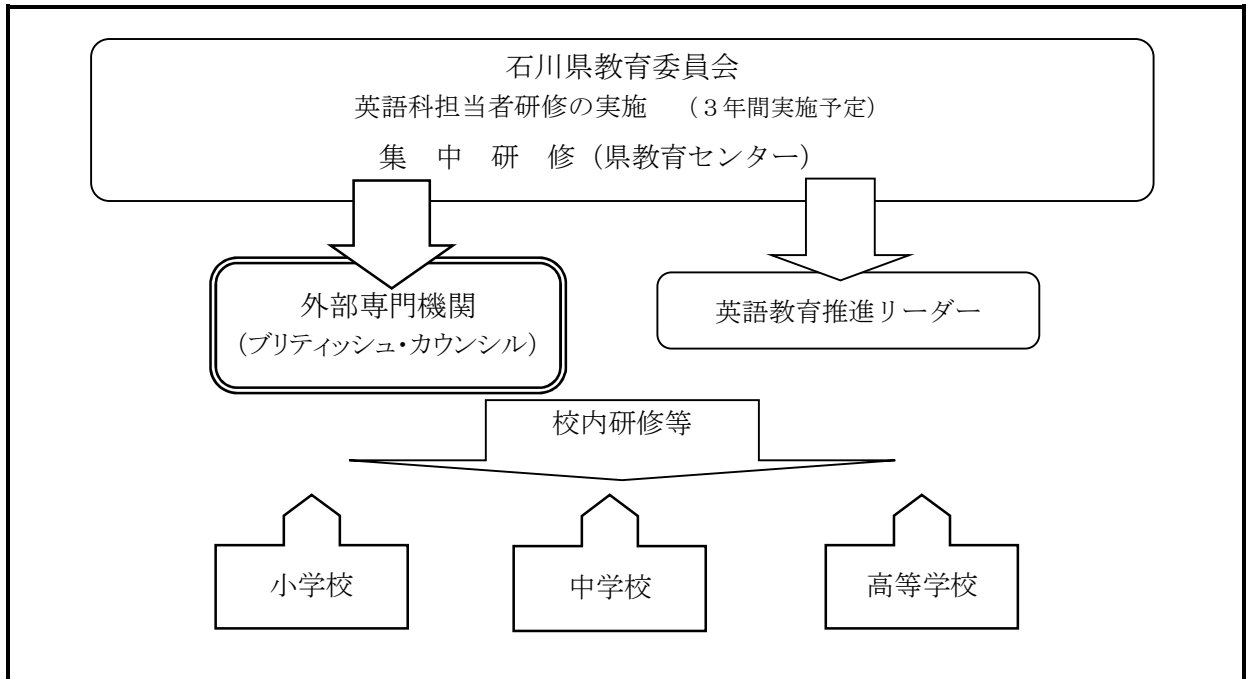 石川県教育委員会
英語科担当者研修の実施 (3年間実施予定)
集 中 研 修 (県教育センター)
外部専門機関
(ブリティッシュ・カウンシル)
英語教育推進リーダー
校内研修等
小学校
中学校
高等学校